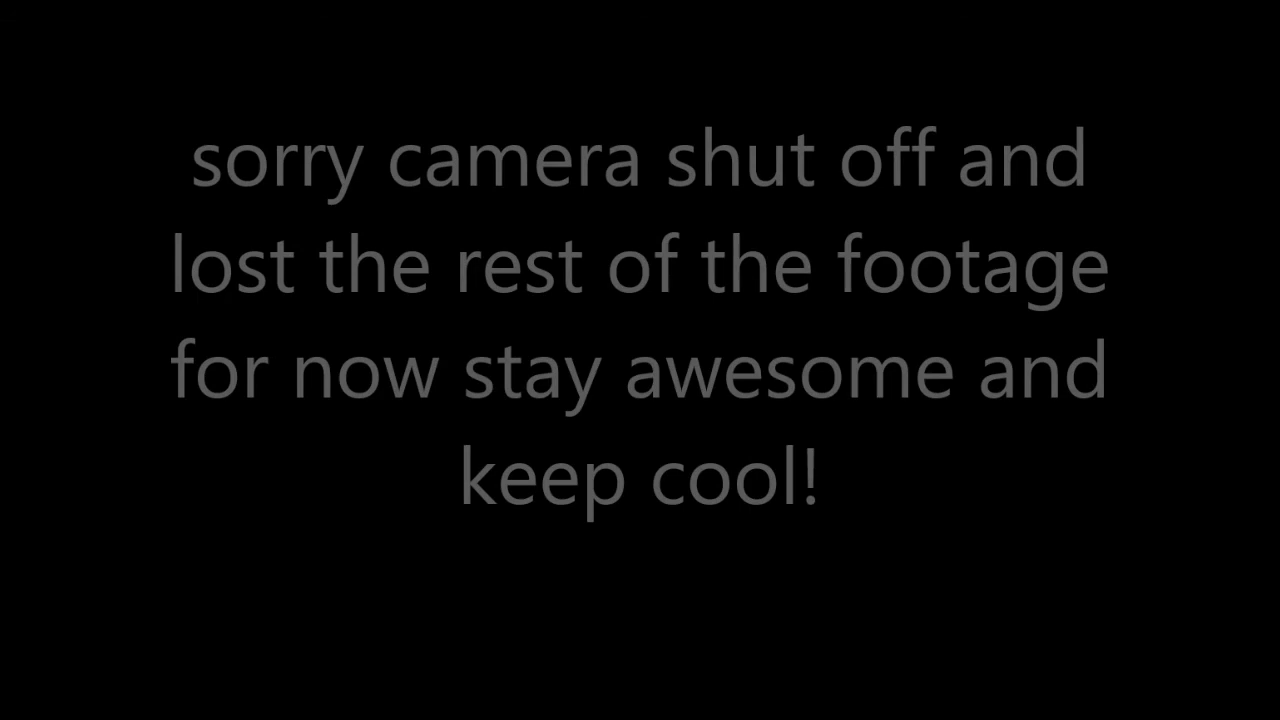 sorry camera shut off and
lost the rest of the footage
for now stay awesome and
keep cool!